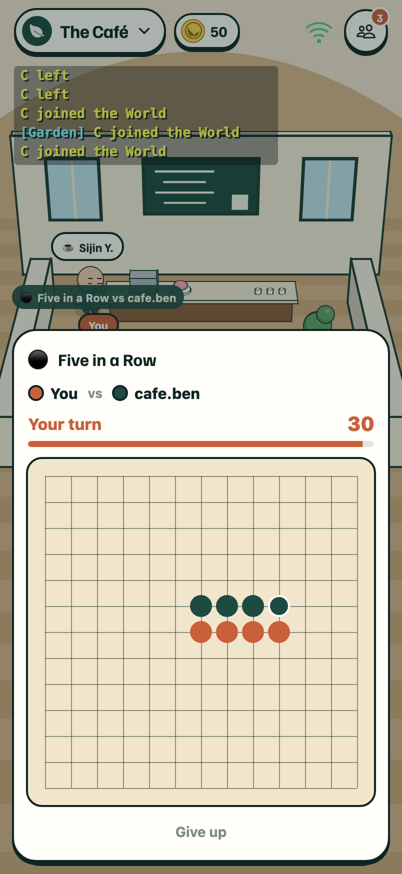 The Café
50
3
C left
C left
C joined the World
[Garden] C joined the World
C joined the World
Sijin Y.
Five in a Row vs cafe.ben
You
Five in a Row
You vs cafe.ben
Your turn
30
Give up